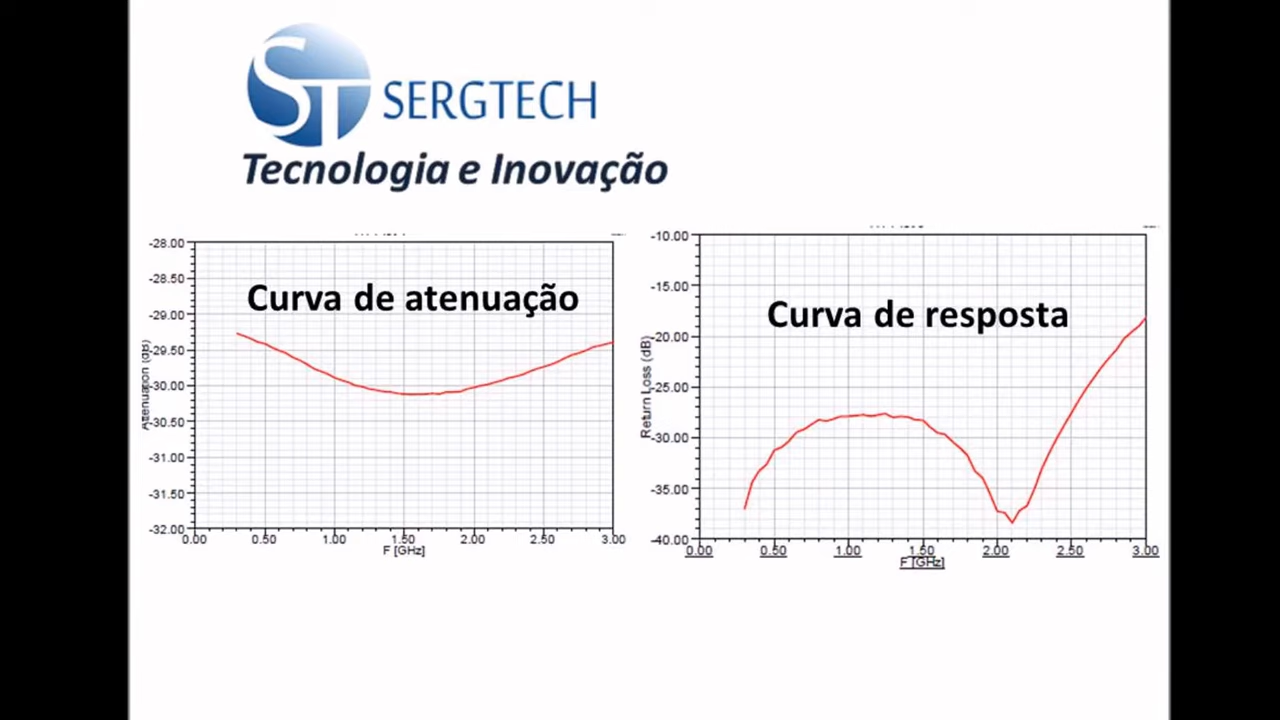 ST SERGTECH
Tecnologia e Inovação
Curva de atenuação
-28.00
-28.50
-29.00
-29.50
-30.00
-30.50
-31.00
-31.50
-32.00
Attenuation (dB)
0.00 0.50 1.00 1.50 2.00 2.50 3.00
F [GHz]
Curva de resposta
-10.00
-15.00
-20.00
-25.00
-30.00
-35.00
-40.00
Return Loss (dB)
0.00 0.50 1.00 1.50 2.00 2.50 3.00
F [GHz]